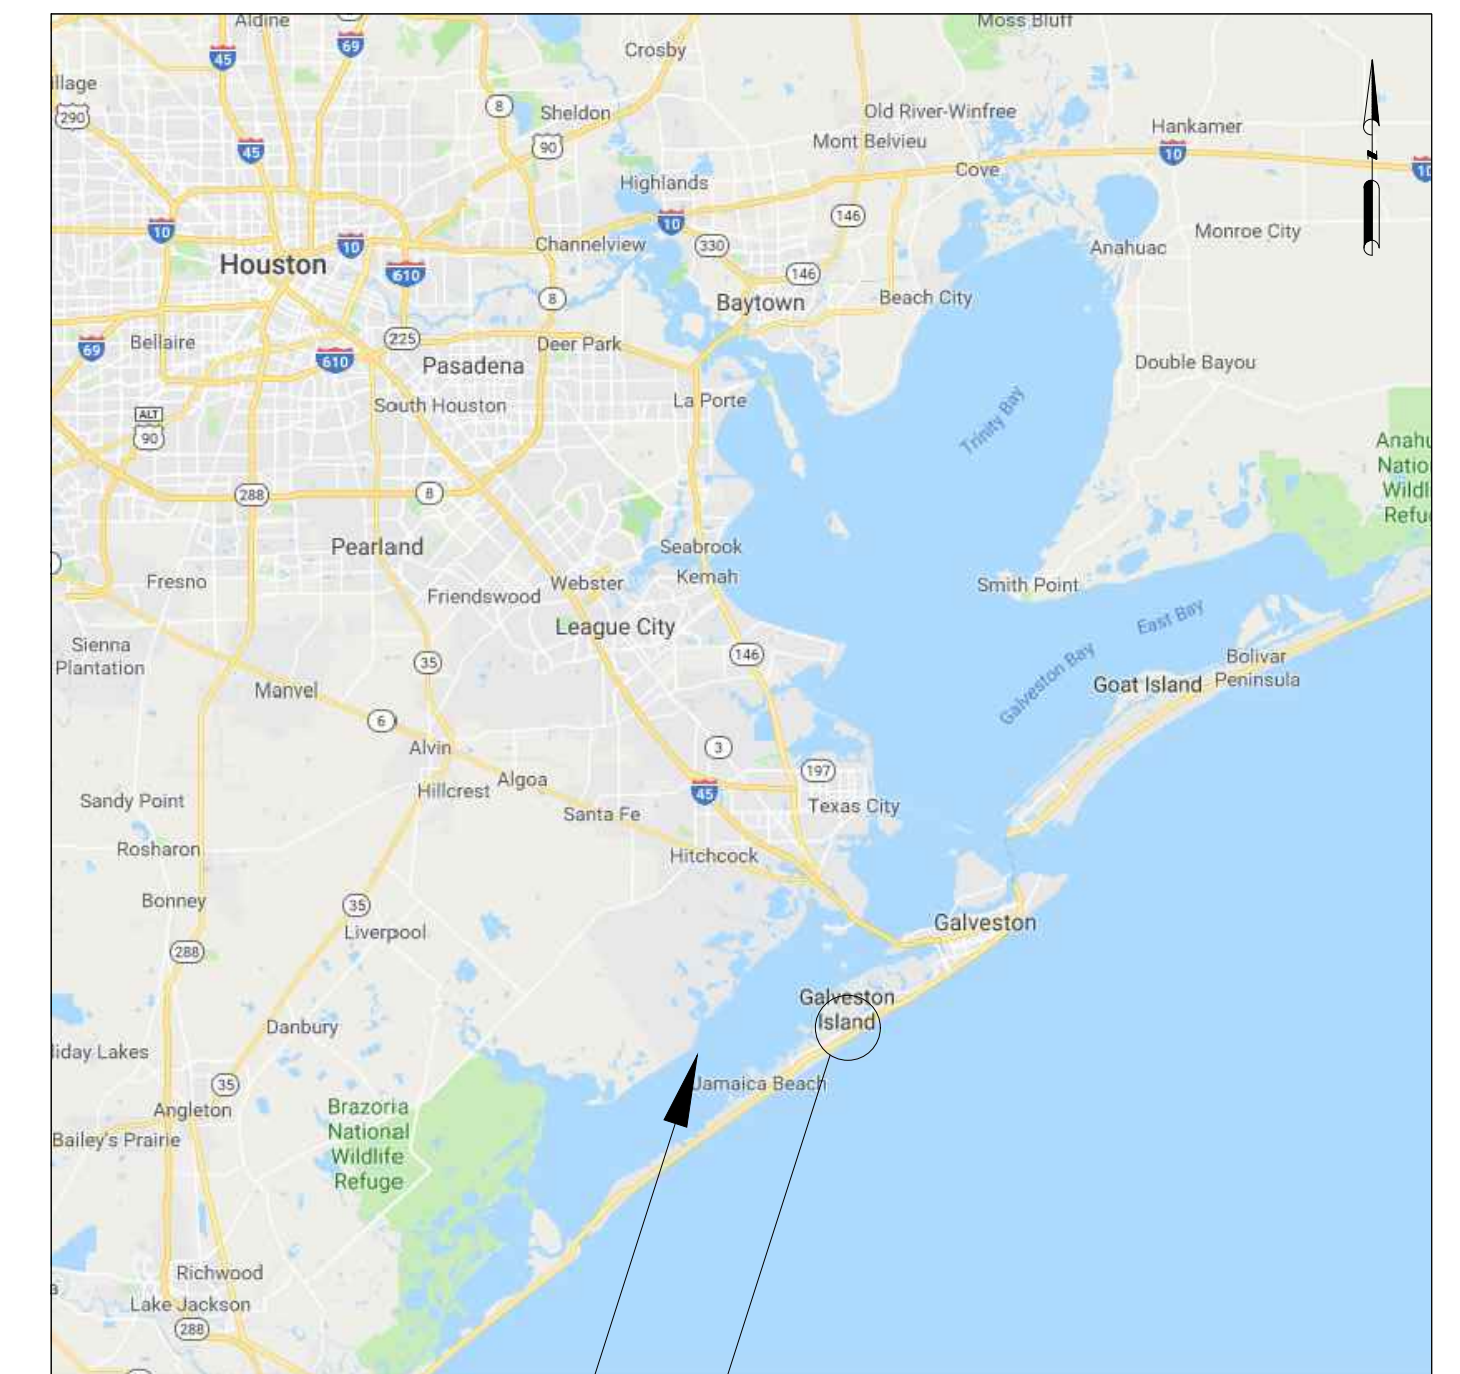 Aldine
Moss Bluff
45
69
Crosby
illage
290
8
Sheldon
Old River-Winfree
Hankamer
45
90
Mont Belvieu
10
10
Cove
Highlands
N
10
10
10
146
330
Channelview
Monroe City
Anahuac
Houston
610
146
8
Baytown
Beach City
69
Bellaire
225
Deer Park
610
Pasadena
Double Bayou
ALT
90
South Houston
La Porte
Trinity Bay
Anahu
Natio
Wildl
Refu
288
8
Pearland
Seabrook
Kemah
Fresno
Webster
Friendswood
Smith Point
League City
East Bay
Sienna
Plantation
35
146
Galveston Bay
Bolivar
Peninsula
Goat Island
Manvel
6
Alvin
3
197
Algoa
Hillcrest
45
Sandy Point
Santa Fe
Texas City
Rosharon
Hitchcock
Bonney
35
Liverpool
Galveston
288
Galveston
Island
Danbury
liday Lakes
35
Jamaica Beach
Angleton
Brazoria
National
Wildlife
Refuge
Bailey's Prairie
Richwood
Lake Jackson
288